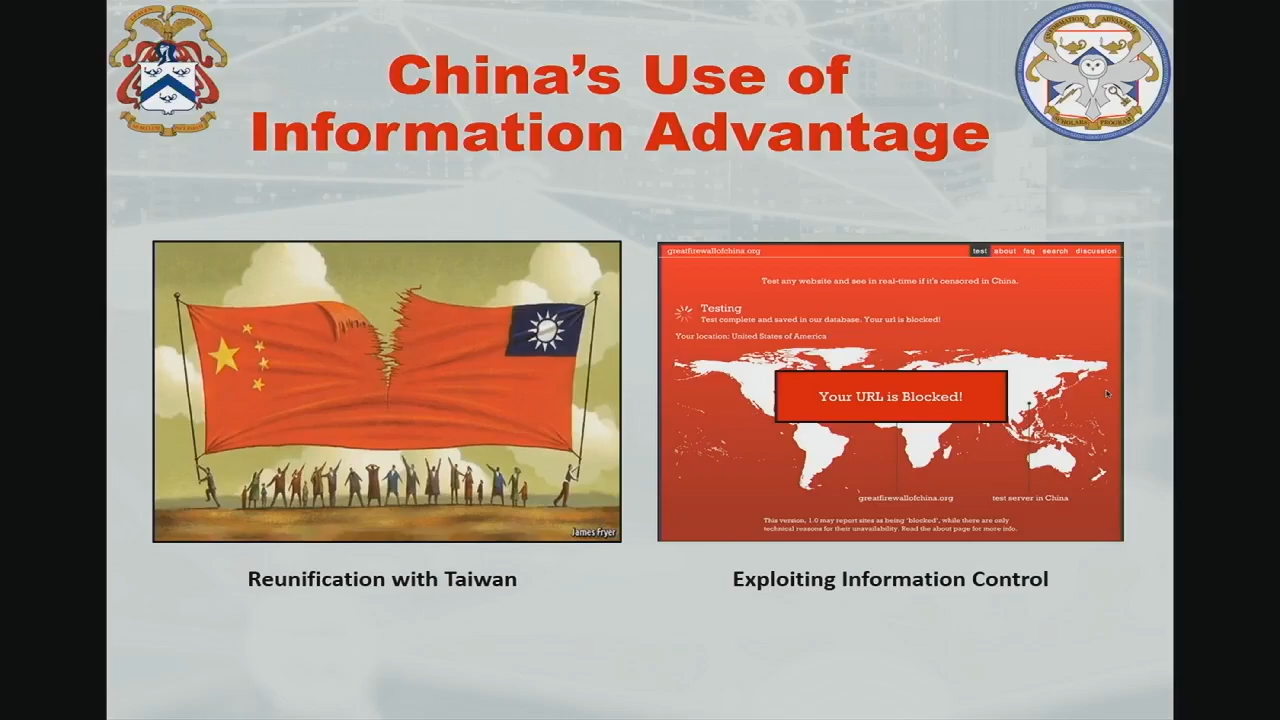 China's Use of
Information Advantage
INFORMATION ADVANTAGE
SCHOLARS PROGRAM
James Fryer
greatfirewallofchina.org
test about faq search discussion
Test any website and see in real-time if it's censored in China.
Testing
Test complete and saved in our database. Your url is blocked!
Your location: United States of America
Your URL is Blocked!
greatfirewallofchina.org test server in China
This version, 1.0 may report sites as being 'blocked', while there are only
technical reasons for their unavailability. Read the about page for more info.
Reunification with Taiwan
Exploiting Information Control